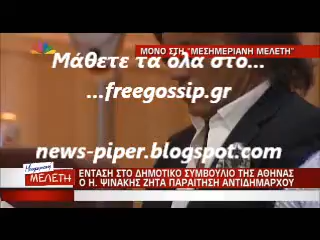 ΜΟΝΟ ΣΤΗ "ΜΕΣΗΜΕΡΙΑΝΗ ΜΕΛΕΤΗ"
Μάθετε τα όλα στο...
...freegossip.gr
news-piper.blogspot.com
Μεσημεριανή
ΜΕΛΕΤΗ
ΕΝΤΑΣΗ ΣΤΟ ΔΗΜΟΤΙΚΟ ΣΥΜΒΟΥΛΙΟ ΤΗΣ ΑΘΗΝΑΣ
Ο Η. ΨΙΝΑΚΗΣ ΖΗΤΑ ΠΑΡΑΙΤΗΣΗ ΑΝΤΙΔΗΜΑΡΧΟΥ